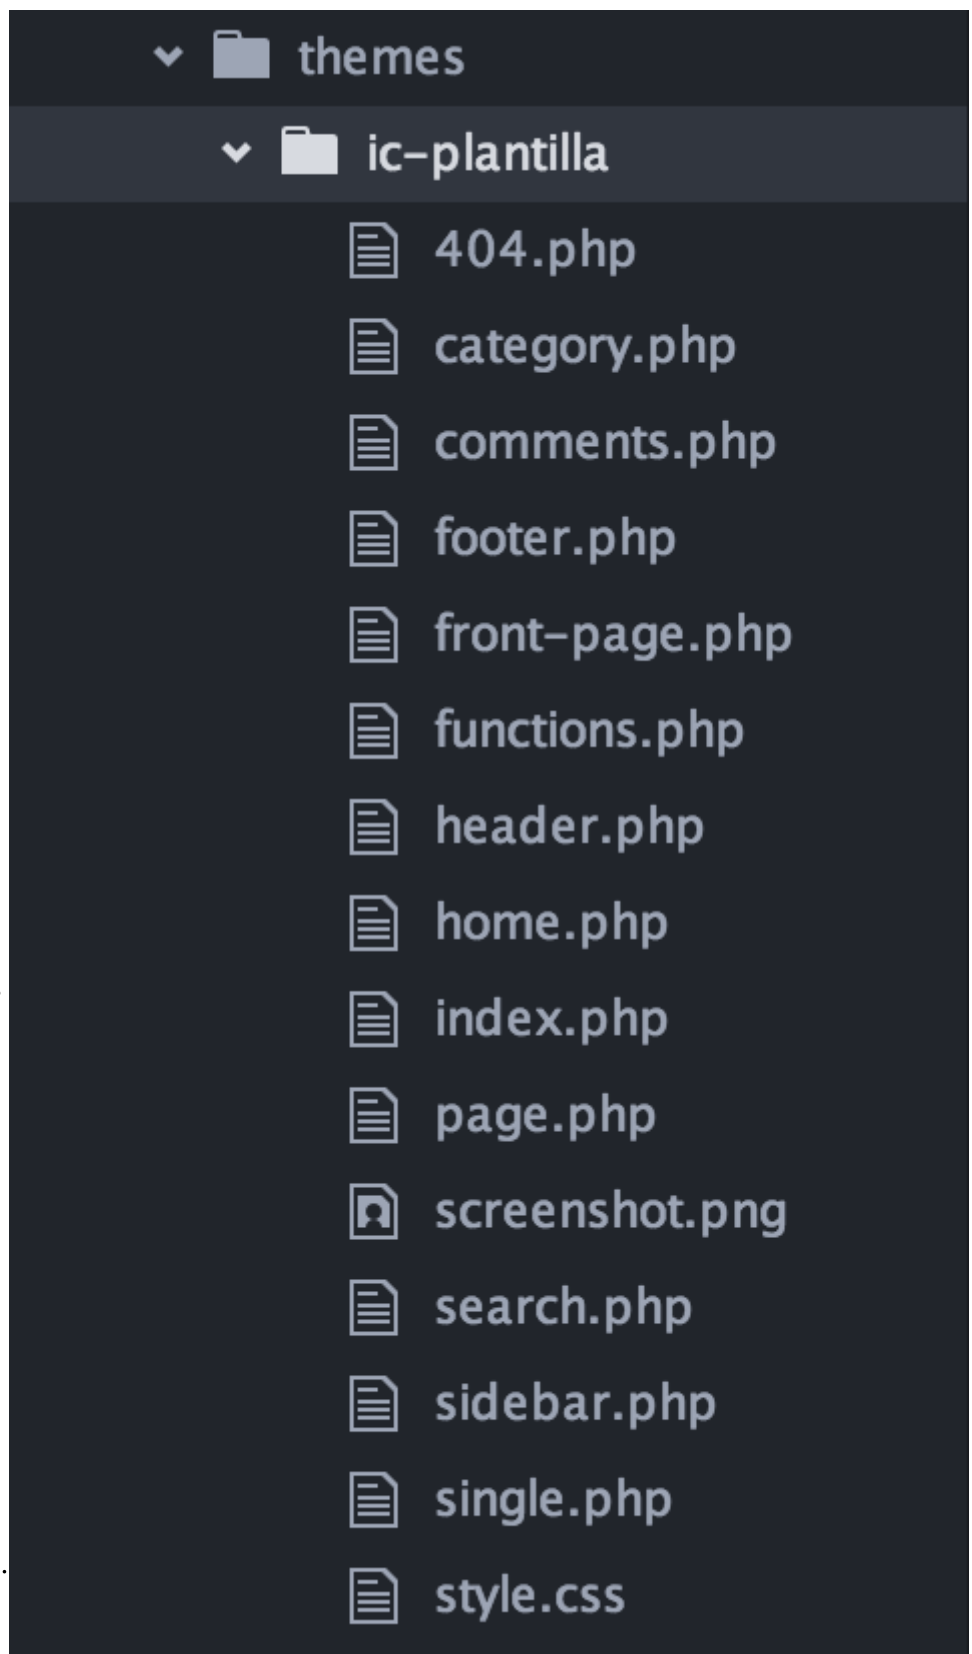 themes
ic-plantilla
404.php
category.php
comments.php
footer.php
front-page.php
functions.php
header.php
home.php
index.php
page.php
screenshot.png
search.php
sidebar.php
single.php
style.css